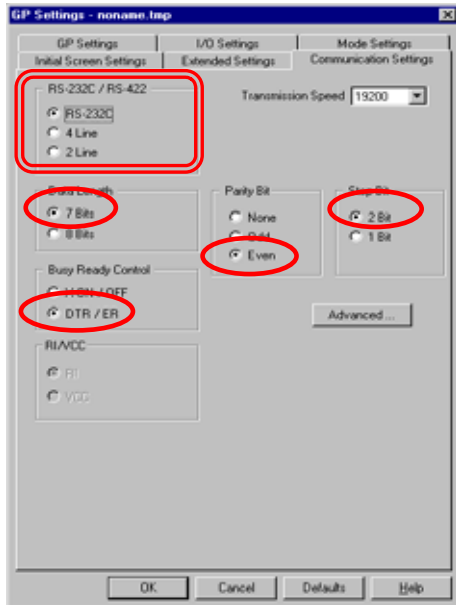 GP Settings - noname.tmp
GP Settings
I/O Settings
Mode Settings
Initial Screen Settings
Extended Settings
Communication Settings
RS-232C / RS-422
RS-232C
4 Line
2 Line
Transmission Speed 19200
Data Length
7 Bits
8 Bits
Parity Bit
None
Odd
Even
Stop Bit
2 Bit
1 Bit
Busy Ready Control
X ON / OFF
DTR / ER
Advanced ...
RI/VCC
RI
VCC
OK
Cancel
Defaults
Help